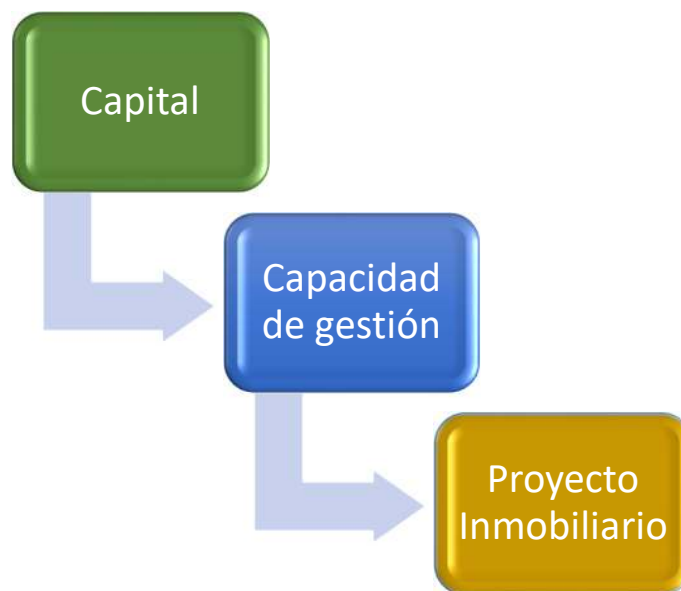 Capital
Capacidad
de gestión
Proyecto
Inmobiliario